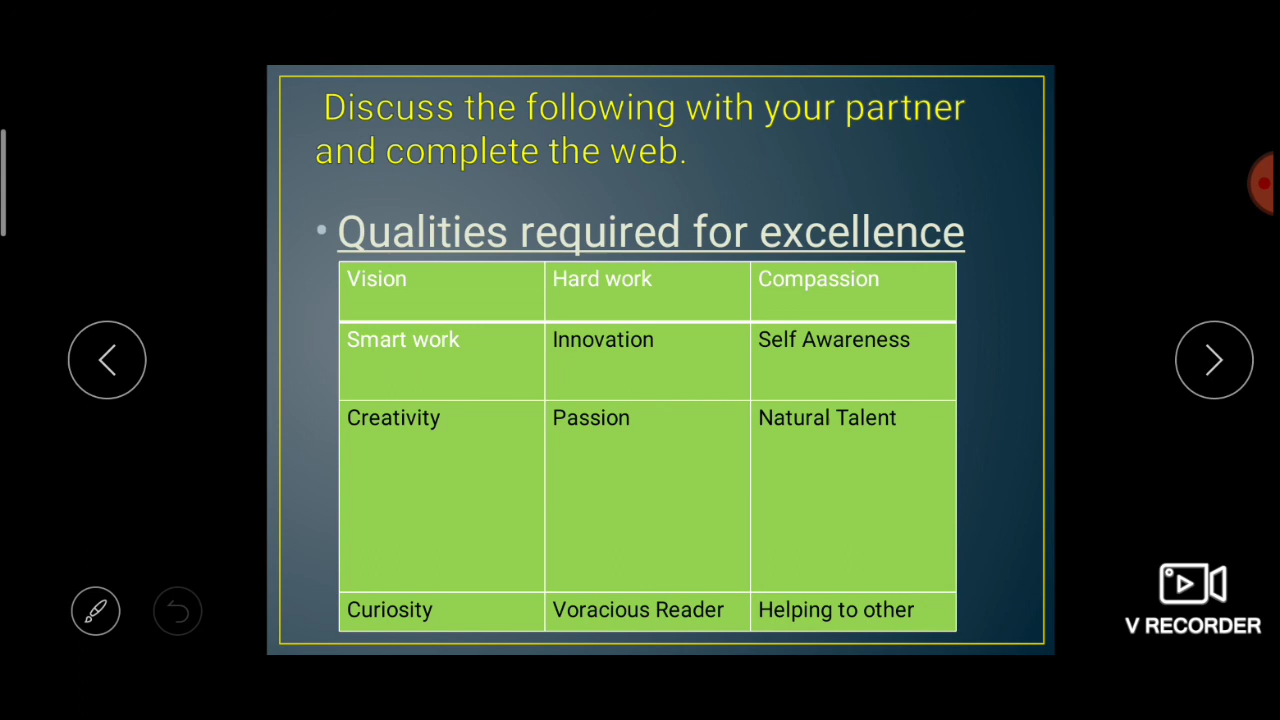 Discuss the following with your partner
and complete the web.
• Qualities required for excellence
Vision Hard work Compassion
Smart work Innovation Self Awareness
Creativity Passion Natural Talent
Curiosity Voracious Reader Helping to other
V RECORDER